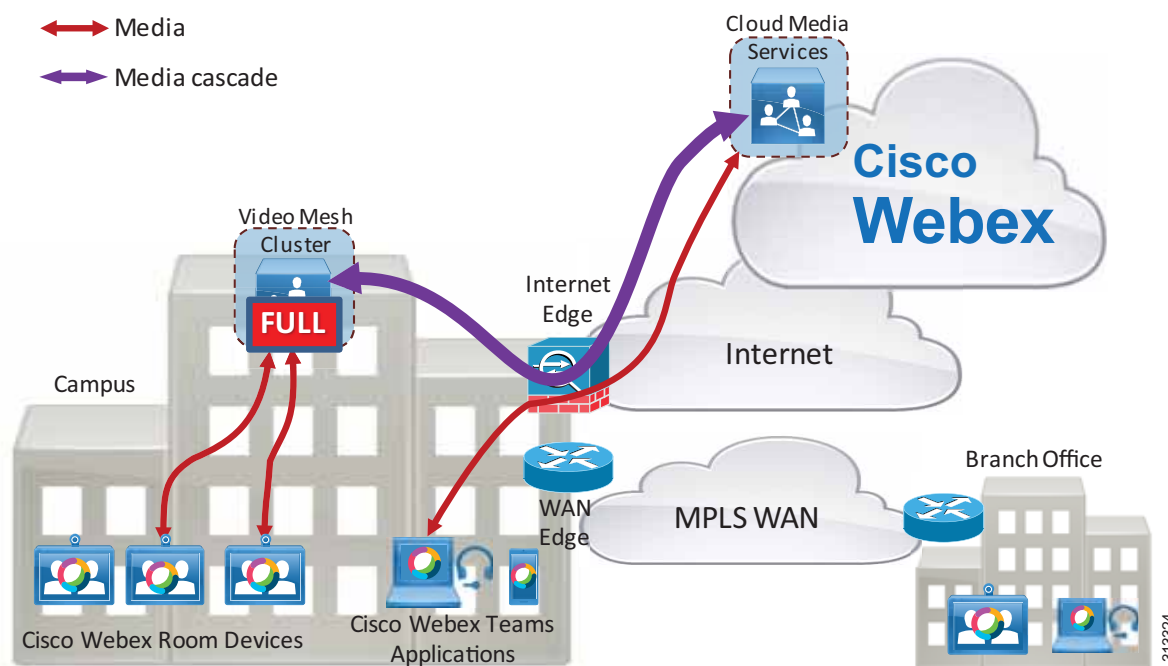 Media
Media cascade
Cloud Media
Services
Cisco
Webex
Video Mesh
Cluster
FULL
Internet
Edge
Internet
Campus
WAN
Edge
MPLS WAN
Branch Office
Cisco Webex Room Devices
Cisco Webex Teams
Applications
313324